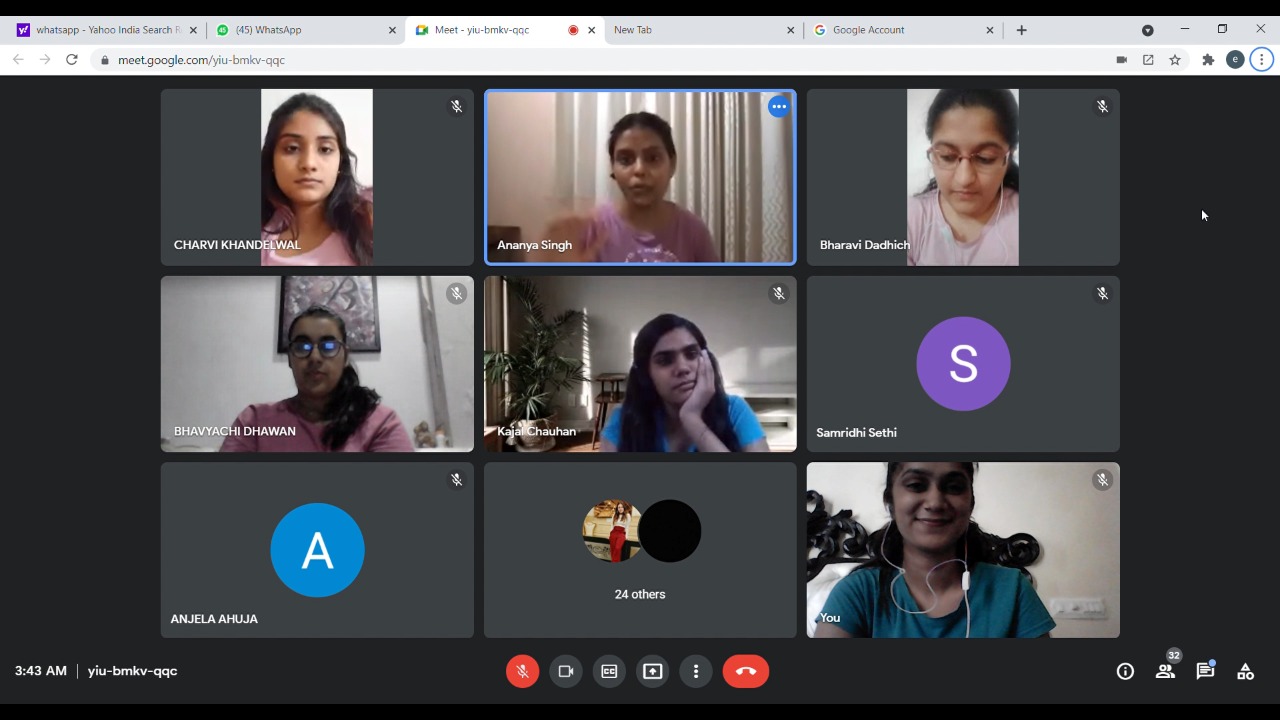 whatsapp - Yahoo India Search R
(45) WhatsApp
Meet - yiu-bmkv-qqc
New Tab
Google Account
meet.google.com/yiu-bmkv-qqc
e
CHARVI KHANDELWAL
Ananya Singh
Bharavi Dadhich
BHAVYACHI DHAWAN
Kajal Chauhan
S
Samridhi Sethi
A
ANJELA AHUJA
24 others
You
3:43 AM | yiu-bmkv-qqc
CC
32